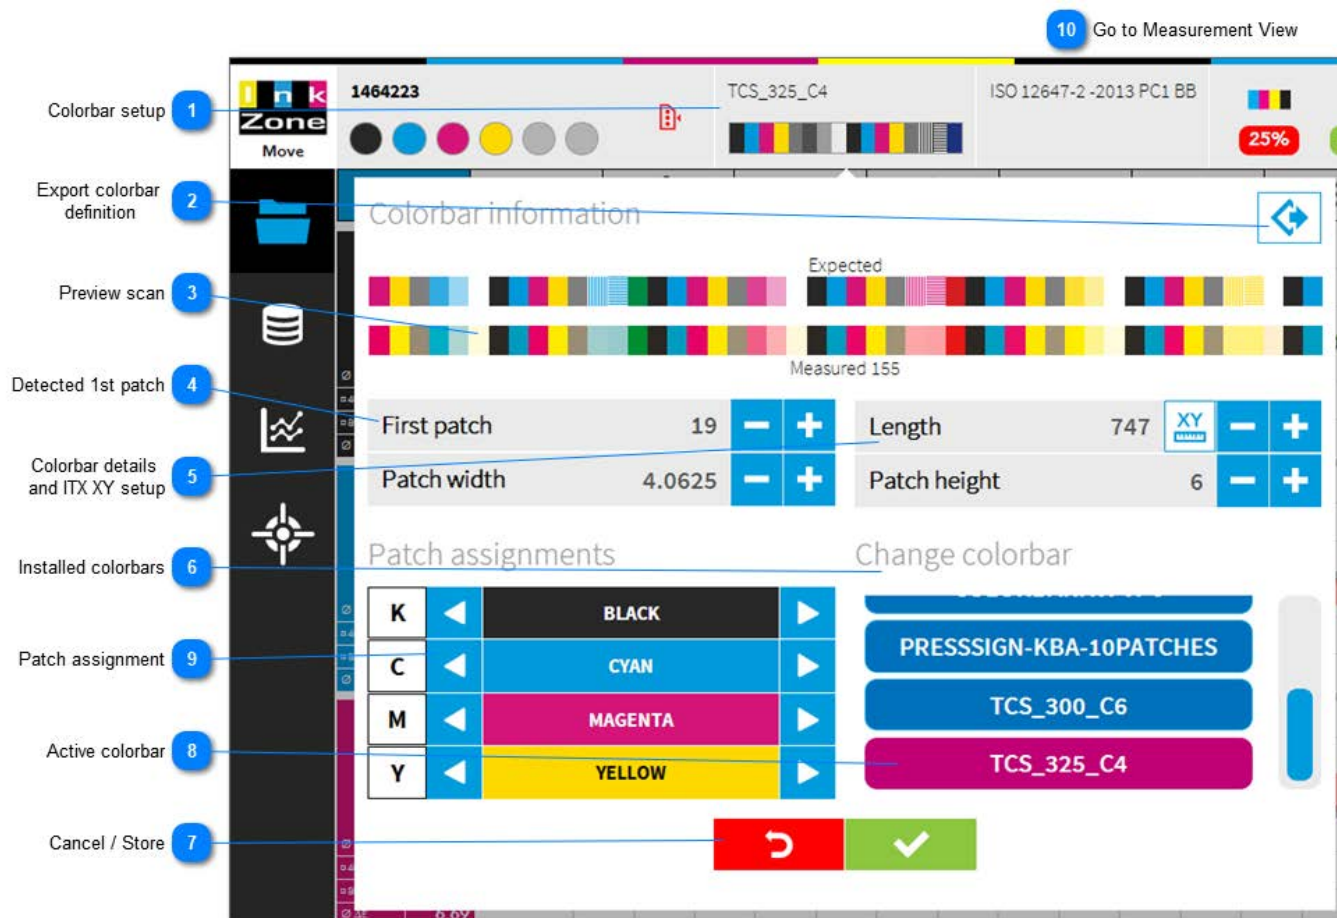 10 Go to Measurement View
Ink
Zone
Move
1464223
TCS_325_C4
ISO 12647-2 -2013 PC1 BB
25%
Colorbar setup 1
Export colorbar
definition 2
Colorbar information
Expected
Preview scan 3
Measured 155
Detected 1st patch 4
First patch 19 - +
Length 747 XY - +
Colorbar details
and ITX XY setup 5
Patch width 4.0625 - +
Patch height 6 - +
Patch assignments
Change colorbar
Installed colorbars 6
K BLACK
PRESSSIGN-KBA-10PATCHES
Patch assignment 9
C CYAN
TCS_300_C6
M MAGENTA
Active colorbar 8
TCS_325_C4
Y YELLOW
Cancel / Store 7
6.69